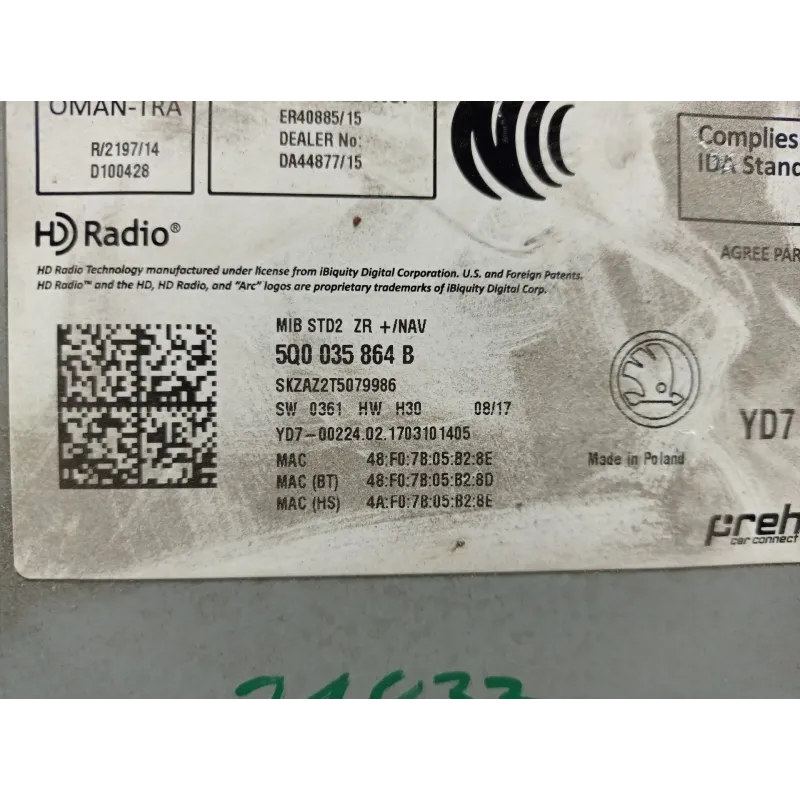 OMAN-TRA
R/2197/14
D100428
ER40885/15
DEALER No:
DA44877/15
Complies
IDA Stand
HD Radio®
AGREE PAR
HD Radio Technology manufactured under license from iBiquity Digital Corporation. U.S. and Foreign Patents.
HD Radio™ and the HD, HD Radio, and "Arc" logos are proprietary trademarks of iBiquity Digital Corp.
MIB STD2 ZR +/NAV
5Q0 035 864 B
SKZAZ2T5079986
SW 0361 HW H30 08/17
YD7-00224.02.1703101405
MAC 48:F0:7B:05:B2:8E
MAC (BT) 48:F0:7B:05:B2:8D
MAC (HS) 4A:F0:7B:05:B2:8E
YD7
Made in Poland
preh
car connect